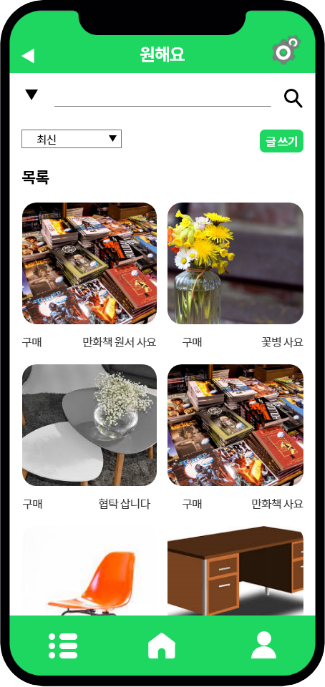 원해요
최신
글 쓰기
목록
구매 만화책 원서 사요
구매 꽃병 사요
구매 협탁 삽니다
구매 만화책 사요